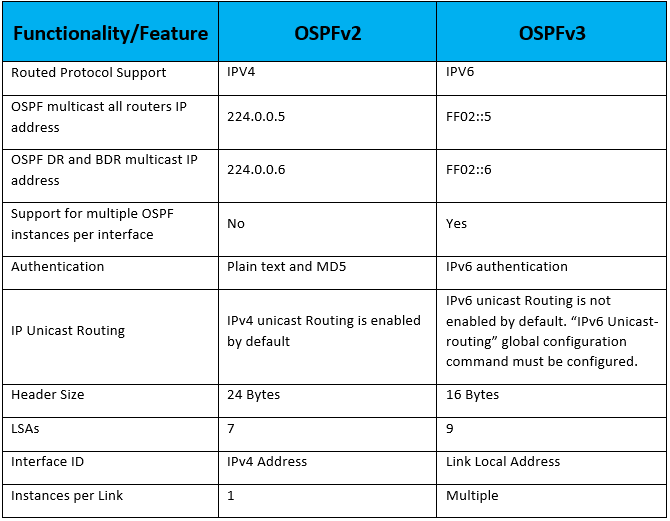 Functionality/Feature OSPFv2 OSPFv3
Routed Protocol Support IPV4 IPV6
OSPF multicast all routers IP
address
224.0.0.5 FF02::5
OSPF DR and BDR multicast IP
address
224.0.0.6 FF02::6
Support for multiple OSPF
instances per interface
No Yes
Authentication Plain text and MD5 IPv6 authentication
IP Unicast Routing
IPv4 unicast Routing is enabled
by default
IPv6 unicast Routing is not
enabled by default. “IPv6 Unicast-
routing” global configuration
command must be configured.
Header Size 24 Bytes 16 Bytes
LSAs 7 9
Interface ID IPv4 Address Link Local Address
Instances per Link 1 Multiple